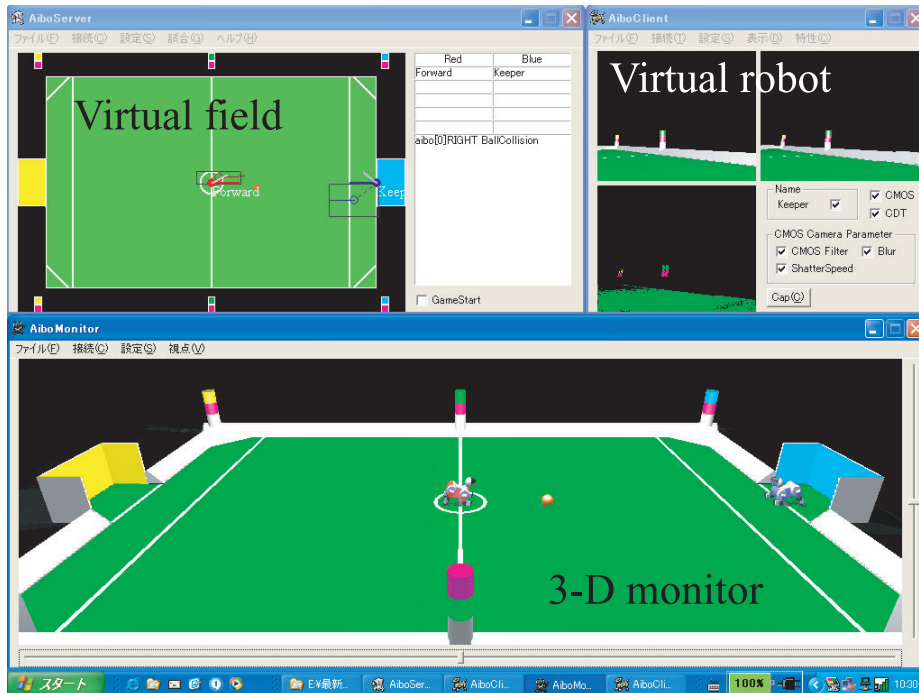 AiboServer
ファイル(F) 接続(C) 設定(S) 試合(G) ヘルプ(H)
Virtual field
Forward
Keep
Red Blue
Forward Keeper
aibo[0]RIGHT BallCollision
GameStart
AiboClient
ファイル(F) 接続(T) 設定(S) 表示(D) 特性(C)
Virtual robot
Name
Keeper
CMOS
CDT
CMOS Camera Parameter
CMOS Filter Blur
ShatterSpeed
Cap(C)
AiboMonitor
ファイル(F) 接続(C) 設定(S) 視点(V)
3-D monitor
スタート E:¥最新... AiboSer... AiboCli... AiboMo... AiboCli... 100%